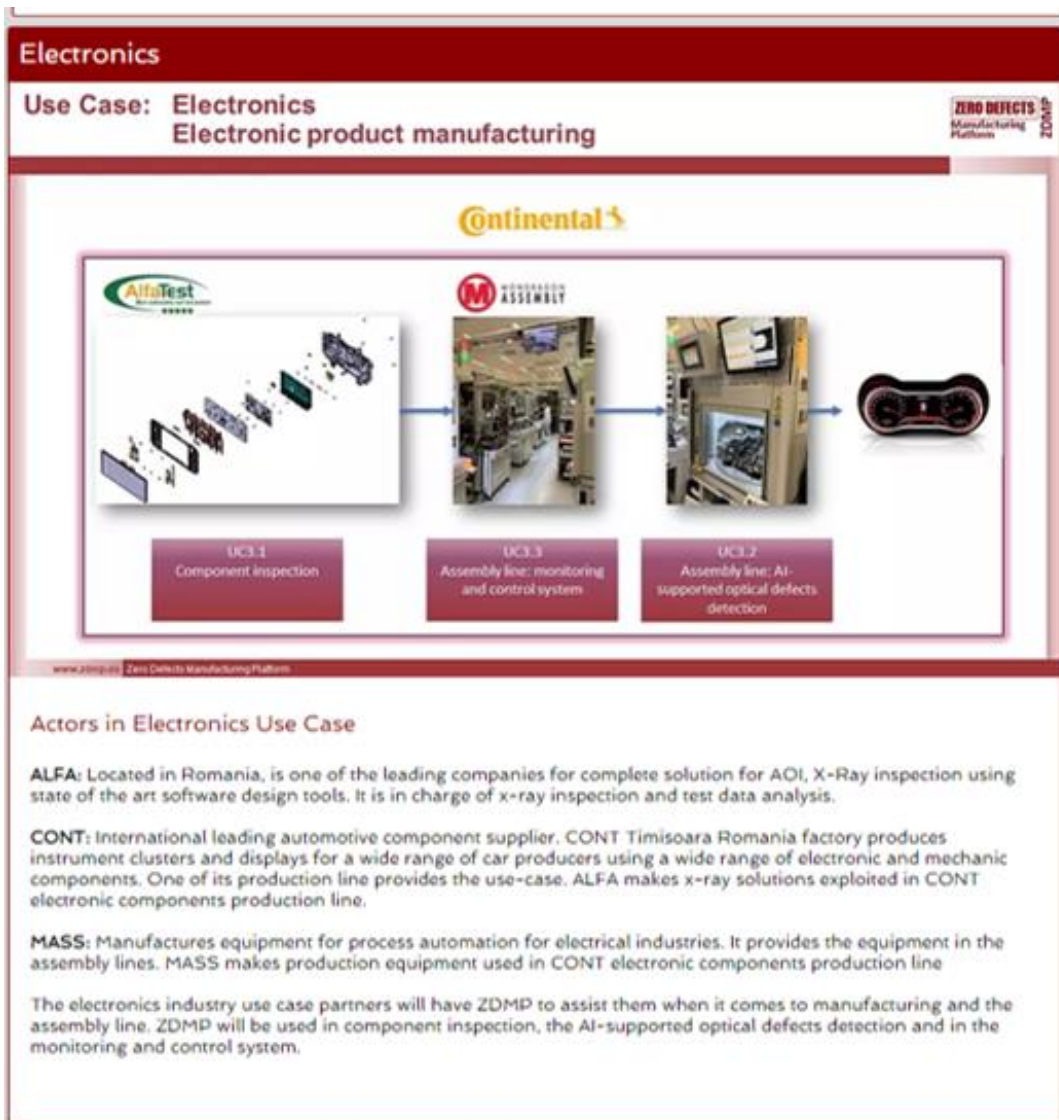 Electronics
Use Case: Electronics
Electronic product manufacturing
ZERO DEFECTS
Manufacturing
Platform
ZDMP
Continental
AlfaTest
MONDRAGON
ASSEMBLY
UC3.1
Component inspection
UC3.3
Assembly line: monitoring
and control system
UC3.2
Assembly line: AI-
supported optical defects
detection
www.zdmp.eu Zero Defects Manufacturing Platform
Actors in Electronics Use Case
ALFA: Located in Romania, is one of the leading companies for complete solution for AOI, X-Ray inspection using
state of the art software design tools. It is in charge of x-ray inspection and test data analysis.
CONT: International leading automotive component supplier. CONT Timisoara Romania factory produces
instrument clusters and displays for a wide range of car producers using a wide range of electronic and mechanic
components. One of its production line provides the use-case. ALFA makes x-ray solutions exploited in CONT
electronic components production line.
MASS: Manufactures equipment for process automation for electrical industries. It provides the equipment in the
assembly lines. MASS makes production equipment used in CONT electronic components production line
The electronics industry use case partners will have ZDMP to assist them when it comes to manufacturing and the
assembly line. ZDMP will be used in component inspection, the AI-supported optical defects detection and in the
monitoring and control system.